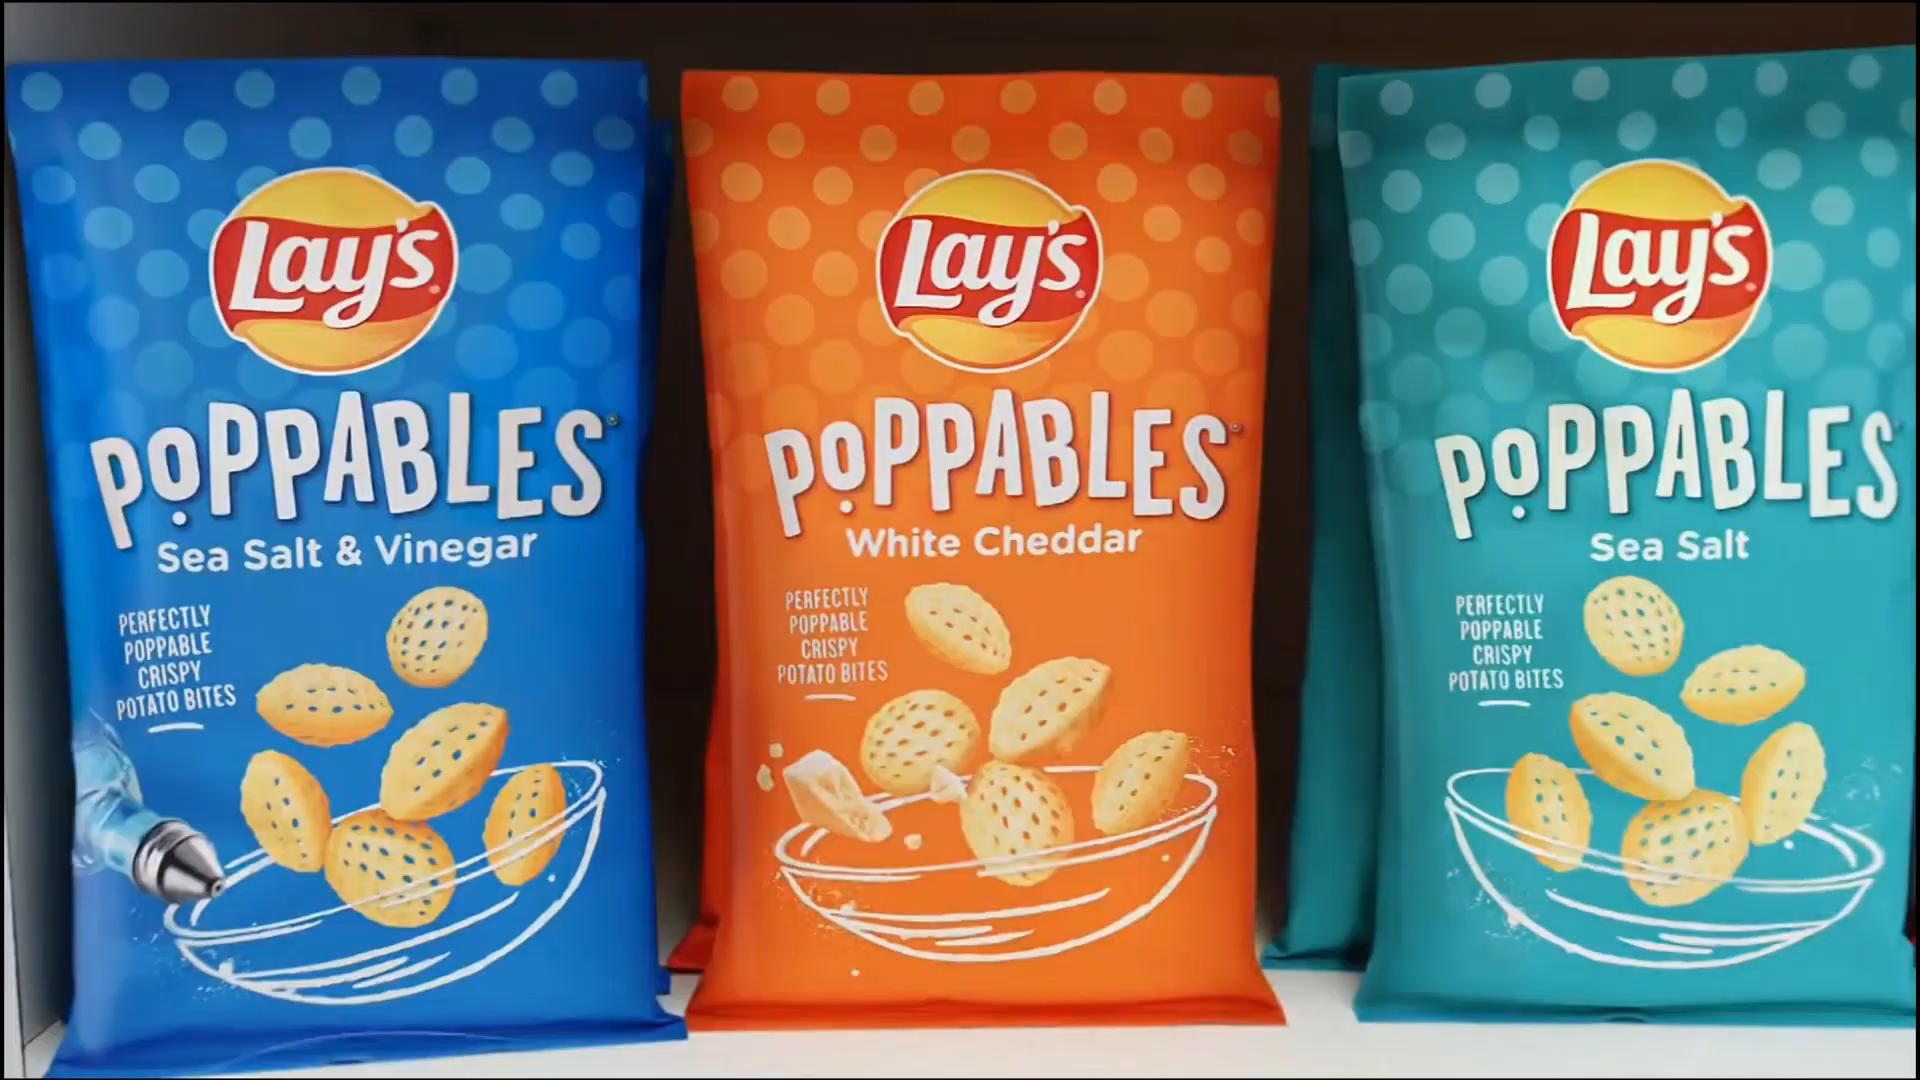 Lay's
POPPABLES
Sea Salt & Vinegar
PERFECTLY
POPPABLE
CRISPY
POTATO BITES
Lay's
POPPABLES
White Cheddar
PERFECTLY
POPPABLE
CRISPY
POTATO BITES
Lay's
POPPABLES
Sea Salt
PERFECTLY
POPPABLE
CRISPY
POTATO BITES